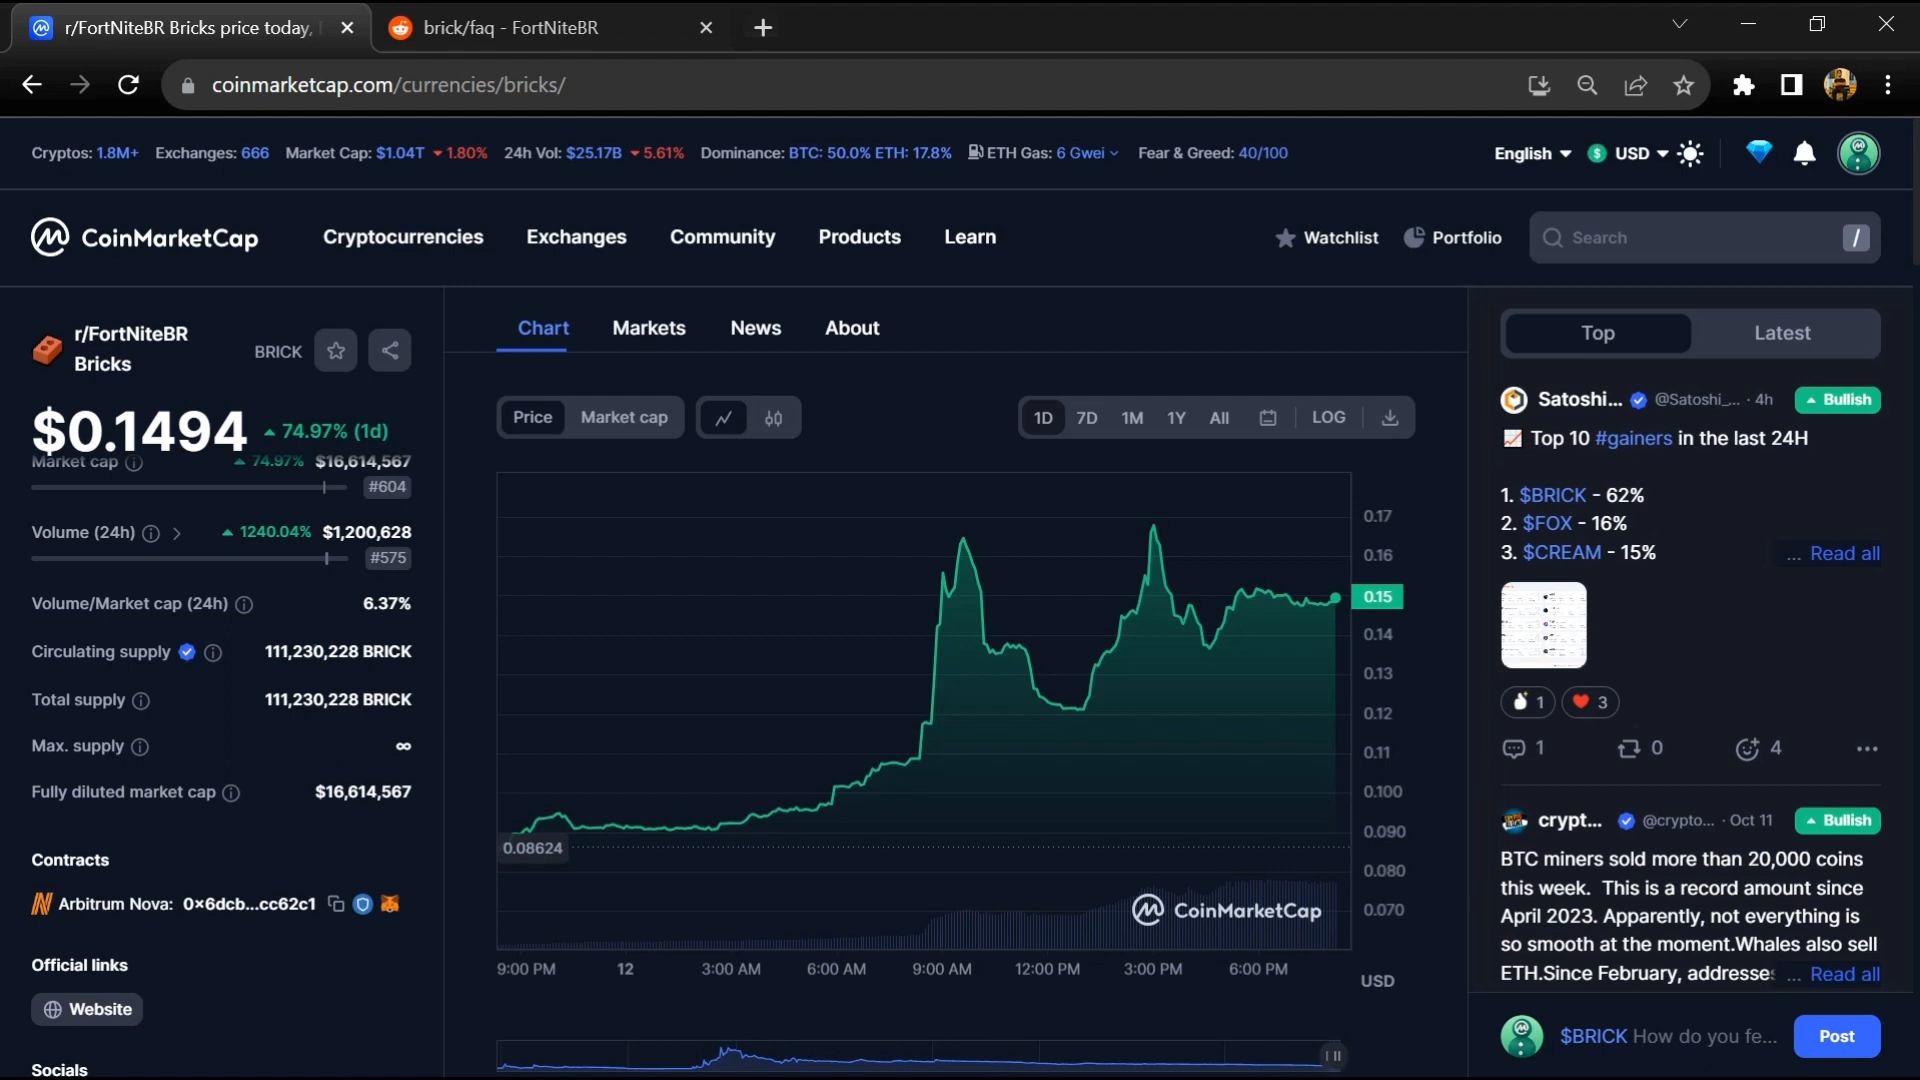 r/FortNiteBR Bricks price today,
brick/faq - FortNiteBR
coinmarketcap.com/currencies/bricks/
Cryptos: 1.8M+ Exchanges: 666 Market Cap: $1.04T 1.80% 24h Vol: $25.17B 5.61% Dominance: BTC: 50.0% ETH: 17.8% ETH Gas: 6 Gwei Fear & Greed: 40/100
English USD
CoinMarketCap
Cryptocurrencies Exchanges Community Products Learn
Watchlist Portfolio Search /
r/FortNiteBR
Bricks
BRICK
$0.1494 74.97% (1d)
Market cap 74.97% $16,614,567
#604
Volume (24h) 1240.04% $1,200,628
#575
Volume/Market cap (24h) 6.37%
Circulating supply 111,230,228 BRICK
Total supply 111,230,228 BRICK
Max. supply ∞
Fully diluted market cap $16,614,567
Contracts
Arbitrum Nova: 0x6dcb...cc62c1
Official links
Website
Socials
Chart Markets News About
Price Market cap
1D 7D 1M 1Y All LOG
0.17
0.16
0.15
0.14
0.13
0.12
0.11
0.100
0.090
0.08624
0.080
0.070
CoinMarketCap
9:00 PM 12 3:00 AM 6:00 AM 9:00 AM 12:00 PM 3:00 PM 6:00 PM
USD
Top Latest
Satoshi... @Satoshi_... · 4h Bullish
Top 10 #gainers in the last 24H
1. $BRICK - 62%
2. $FOX - 16%
3. $CREAM - 15% ... Read all
1 3
1 0 4
crypt... @crypto... · Oct 11 Bullish
BTC miners sold more than 20,000 coins
this week. This is a record amount since
April 2023. Apparently, not everything is
so smooth at the moment.Whales also sell
ETH.Since February, addresses ... Read all
$BRICK How do you fe... Post